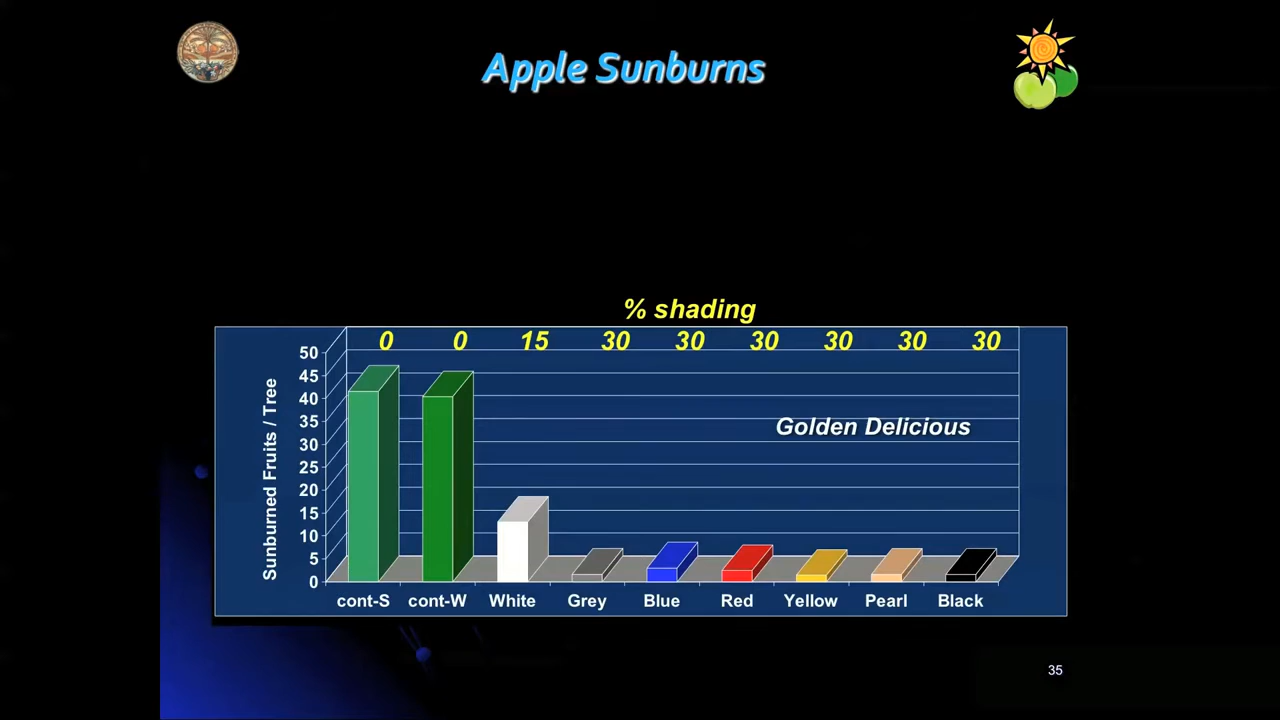 Apple Sunburns
% shading
0 0 15 30 30 30 30 30 30
50
45
40
35
30
25
20
15
10
5
0
Sunburned Fruits / Tree
Golden Delicious
cont-S cont-W White Grey Blue Red Yellow Pearl Black
35